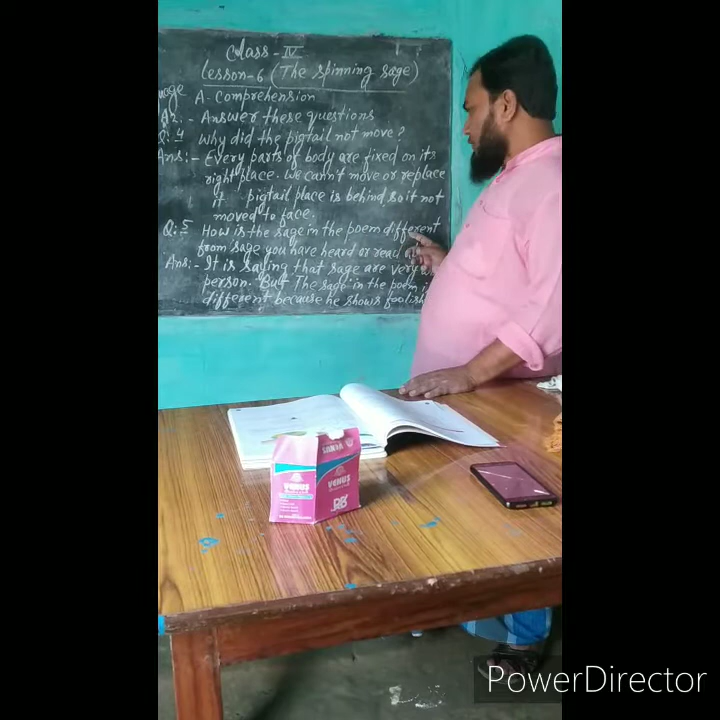 Class - IV
Lesson-6 (The spinning sage)
A - Comprehension
A2: - Answer these questions
Q: 4 Why did the pigtail not move?
Ans:- Every parts of body are fixed on its
right place. We cann't move or replace
it. pigtail place is behind so it not
moved to face.
Q: 5 How is the sage in the poem different
from sage you have heard or read
Ans:- It is saying that sage are very
person. But The sage in the poem
different because he shows foolish
VENUS
VENUS
VENUS
PowerDirector